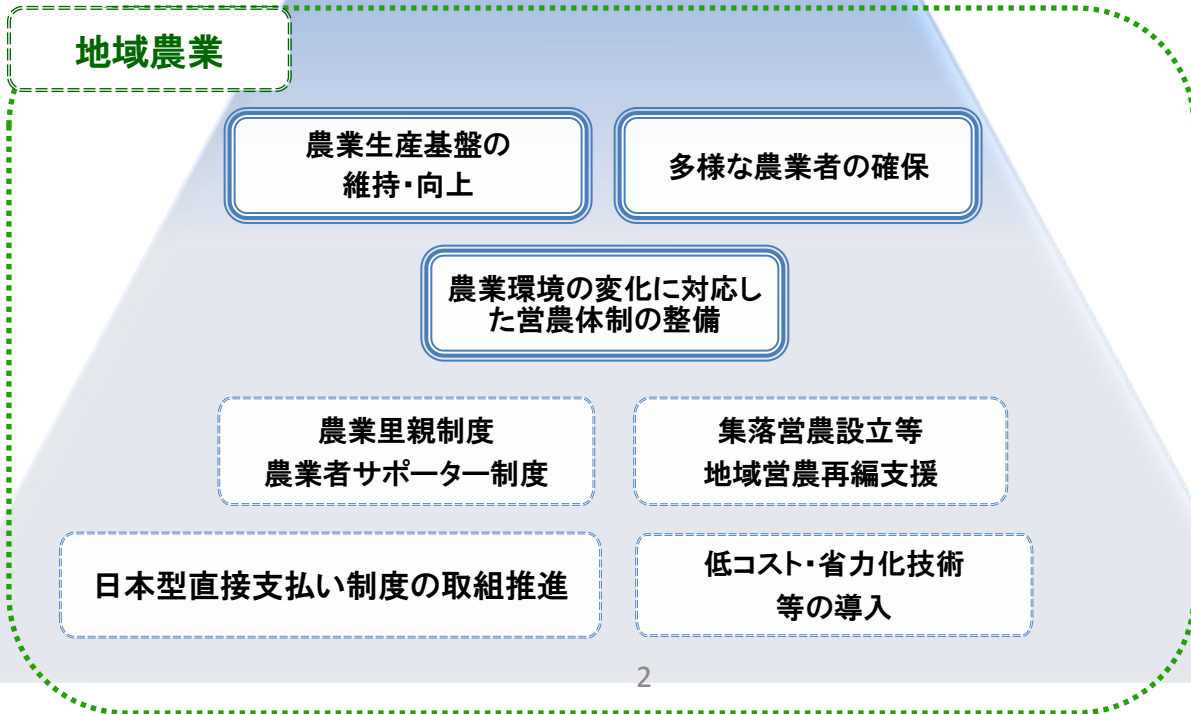 地域農業
農業生産基盤の
維持・向上
多様な農業者の確保
農業環境の変化に対応し
た営農体制の整備
農業里親制度
農業者サポーター制度
集落営農設立等
地域営農再編支援
日本型直接支払い制度の取組推進
低コスト・省力化技術
等の導入
2